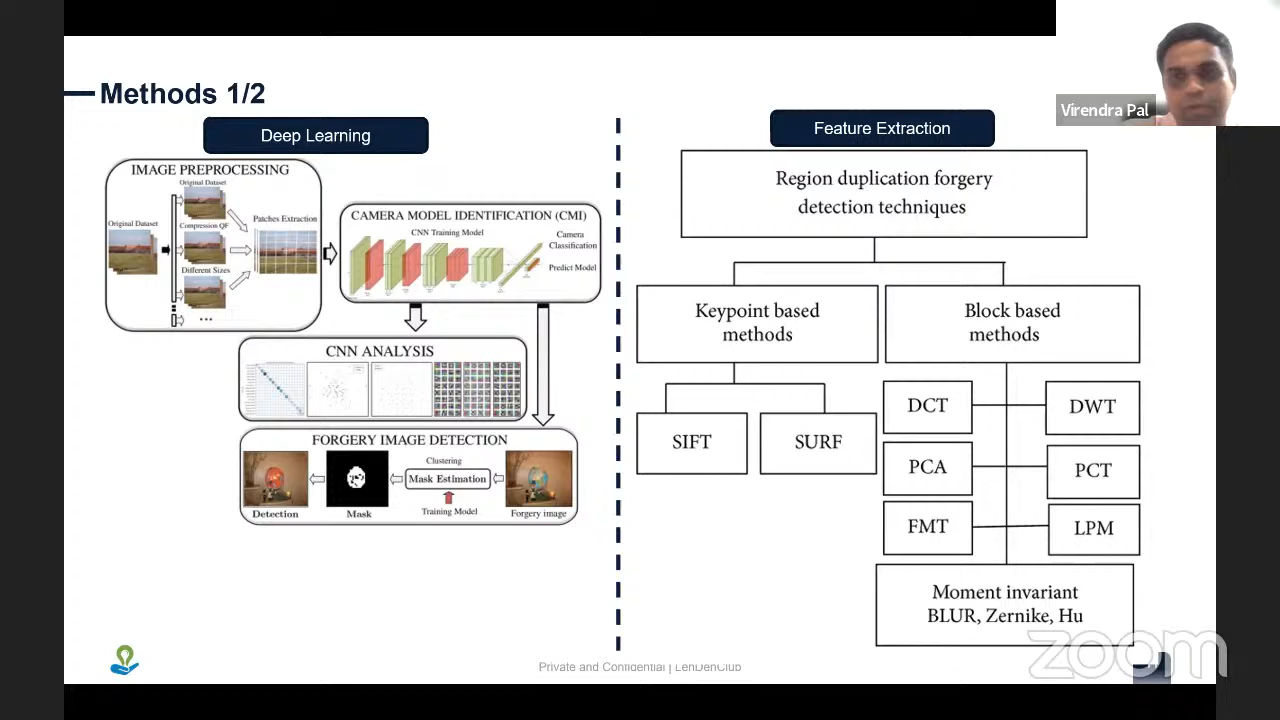 Methods 1/2
Virendra Pal
Deep Learning
IMAGE PREPROCESSING
Original Dataset
Original Dataset
Compression QF
Different Sizes
Patches Extraction
CAMERA MODEL IDENTIFICATION (CMI)
CNN Training Model
Camera
Classification
Predict Model
CNN ANALYSIS
FORGERY IMAGE DETECTION
Clustering
Mask Estimation
Training Model
Detection
Mask
Forgery image
Feature Extraction
Region duplication forgery
detection techniques
Keypoint based
methods
Block based
methods
SIFT
SURF
DCT
DWT
PCA
PCT
FMT
LPM
Moment invariant
BLUR, Zernike, Hu
Private and Confidential | LenDenClub
zoom